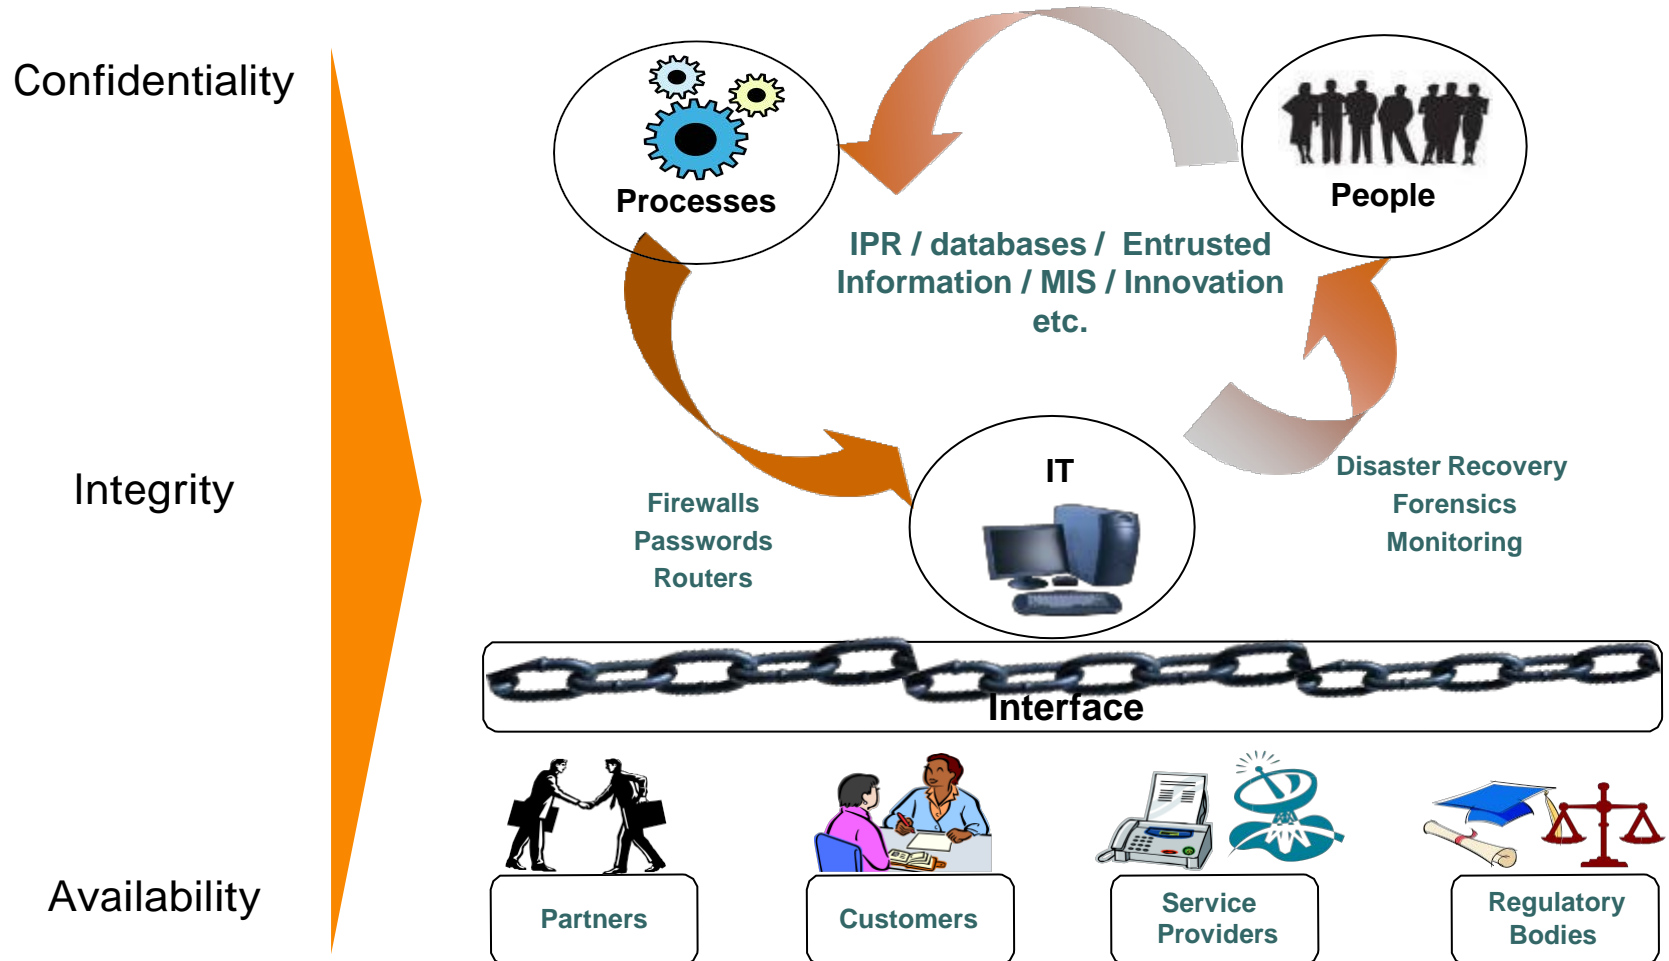 Confidentiality
Processes
People
IPR / databases / Entrusted
Information / MIS / Innovation
etc.
Integrity
Firewalls
Passwords
Routers
IT
Disaster Recovery
Forensics
Monitoring
Interface
Availability
Partners
Customers
Service
Providers
Regulatory
Bodies